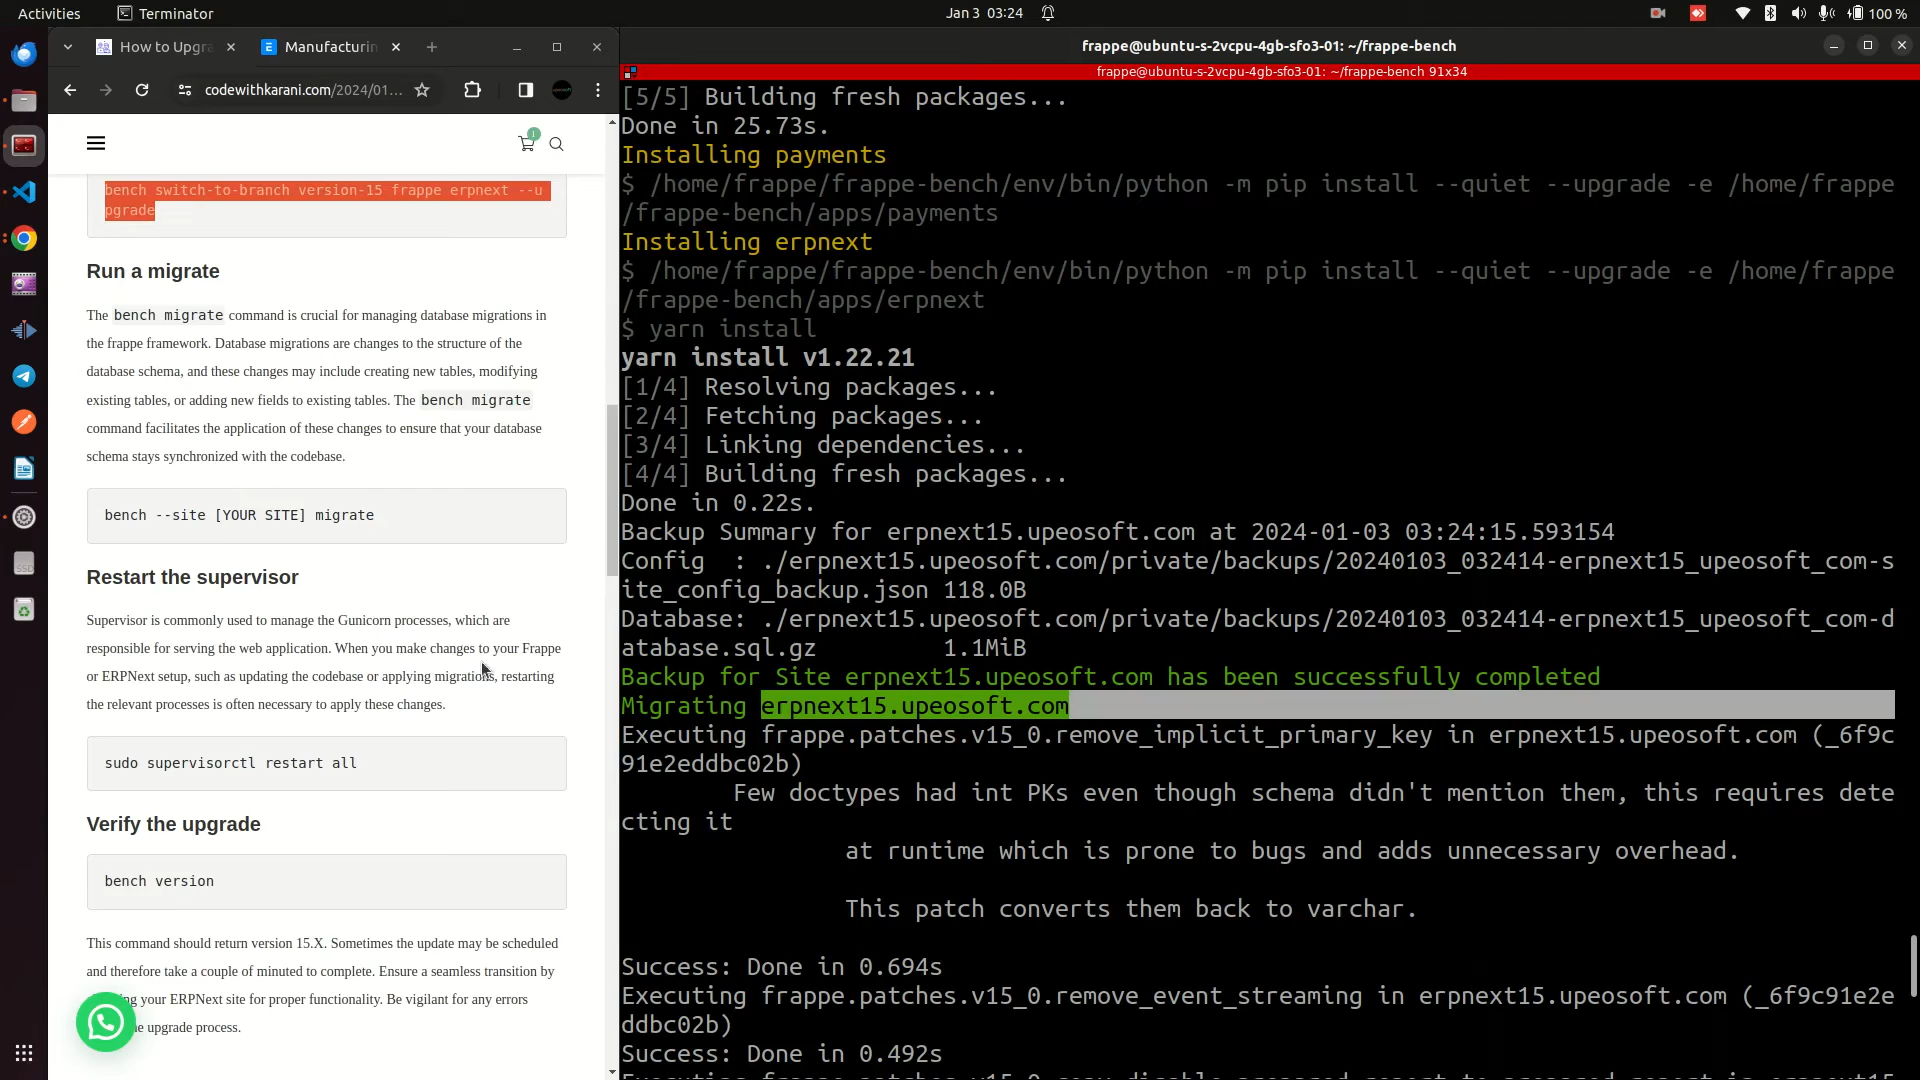 Activities
Terminator
Jan 3 03:24
100 %
How to Upgra
Manufacturin
codewithkarani.com/2024/01...
1
bench switch-to-branch version-15 frappe erpnext --u
pgrade
Run a migrate
The bench migrate command is crucial for managing database migrations in
the frappe framework. Database migrations are changes to the structure of the
database schema, and these changes may include creating new tables, modifying
existing tables, or adding new fields to existing tables. The bench migrate
command facilitates the application of these changes to ensure that your database
schema stays synchronized with the codebase.
bench --site [YOUR SITE] migrate
Restart the supervisor
Supervisor is commonly used to manage the Gunicorn processes, which are
responsible for serving the web application. When you make changes to your Frappe
or ERPNext setup, such as updating the codebase or applying migrations, restarting
the relevant processes is often necessary to apply these changes.
sudo supervisorctl restart all
Verify the upgrade
bench version
This command should return version 15.X. Sometimes the update may be scheduled
and therefore take a couple of minuted to complete. Ensure a seamless transition by
your ERPNext site for proper functionality. Be vigilant for any errors
upgrade process.
frappe@ubuntu-s-2vcpu-4gb-sfo3-01: ~/frappe-bench
frappe@ubuntu-s-2vcpu-4gb-sfo3-01: ~/frappe-bench 91x34
[5/5] Building fresh packages...
Done in 25.73s.
Installing payments
$ /home/frappe/frappe-bench/env/bin/python -m pip install --quiet --upgrade -e /home/frappe
/frappe-bench/apps/payments
Installing erpnext
$ /home/frappe/frappe-bench/env/bin/python -m pip install --quiet --upgrade -e /home/frappe
/frappe-bench/apps/erpnext
$ yarn install
yarn install v1.22.21
[1/4] Resolving packages...
[2/4] Fetching packages...
[3/4] Linking dependencies...
[4/4] Building fresh packages...
Done in 0.22s.
Backup Summary for erpnext15.upeosoft.com at 2024-01-03 03:24:15.593154
Config  : ./erpnext15.upeosoft.com/private/backups/20240103_032414-erpnext15_upeosoft_com-s
ite_config_backup.json 118.0B
Database: ./erpnext15.upeosoft.com/private/backups/20240103_032414-erpnext15_upeosoft_com-d
atabase.sql.gz         1.1MiB
Backup for Site erpnext15.upeosoft.com has been successfully completed
Migrating erpnext15.upeosoft.com
Executing frappe.patches.v15_0.remove_implicit_primary_key in erpnext15.upeosoft.com (_6f9c
91e2eddbc02b)
Few doctypes had int PKs even though schema didn't mention them, this requires dete
cting it
at runtime which is prone to bugs and adds unnecessary overhead.
This patch converts them back to varchar.
Success: Done in 0.694s
Executing frappe.patches.v15_0.remove_event_streaming in erpnext15.upeosoft.com (_6f9c91e2e
ddbc02b)
Success: Done in 0.492s